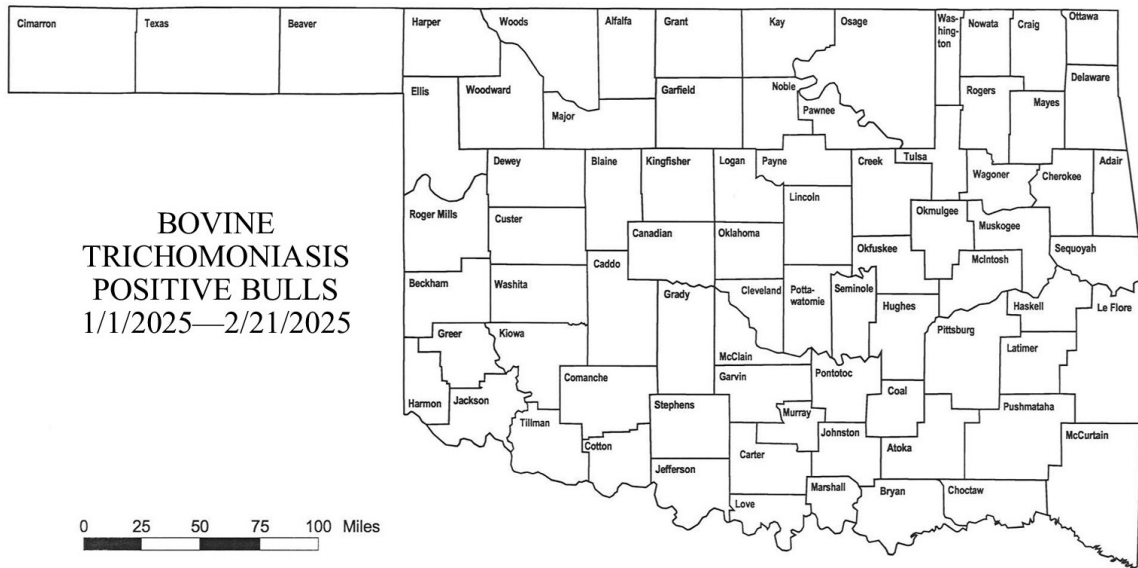 Cimarron Texas Beaver Harper Woods Alfalfa Grant Kay Osage Was-
hing-
ton Nowata Craig Ottawa
Ellis Woodward Major Garfield Noble Pawnee Rogers Mayes Delaware
Dewey Blaine Kingfisher Logan Payne Creek Tulsa Wagoner Cherokee Adair
Lincoln
Roger Mills Custer Canadian Oklahoma Okmulgee Muskogee
Caddo Okfuskee McIntosh Sequoyah
Beckham Washita Grady Cleveland Potta-
watomie Seminole Hughes Haskell Le Flore
BOVINE
TRICHOMONIASIS
POSITIVE BULLS
1/1/2025—2/21/2025
Greer Kiowa McClain Pittsburg Latimer
Comanche Garvin Pontotoc Coal
Harmon Jackson Stephens Murray Pushmataha
Tillman Cotton Carter Johnston Atoka McCurtain
Jefferson Marshall Bryan Choctaw
Love
0 25 50 75 100 Miles